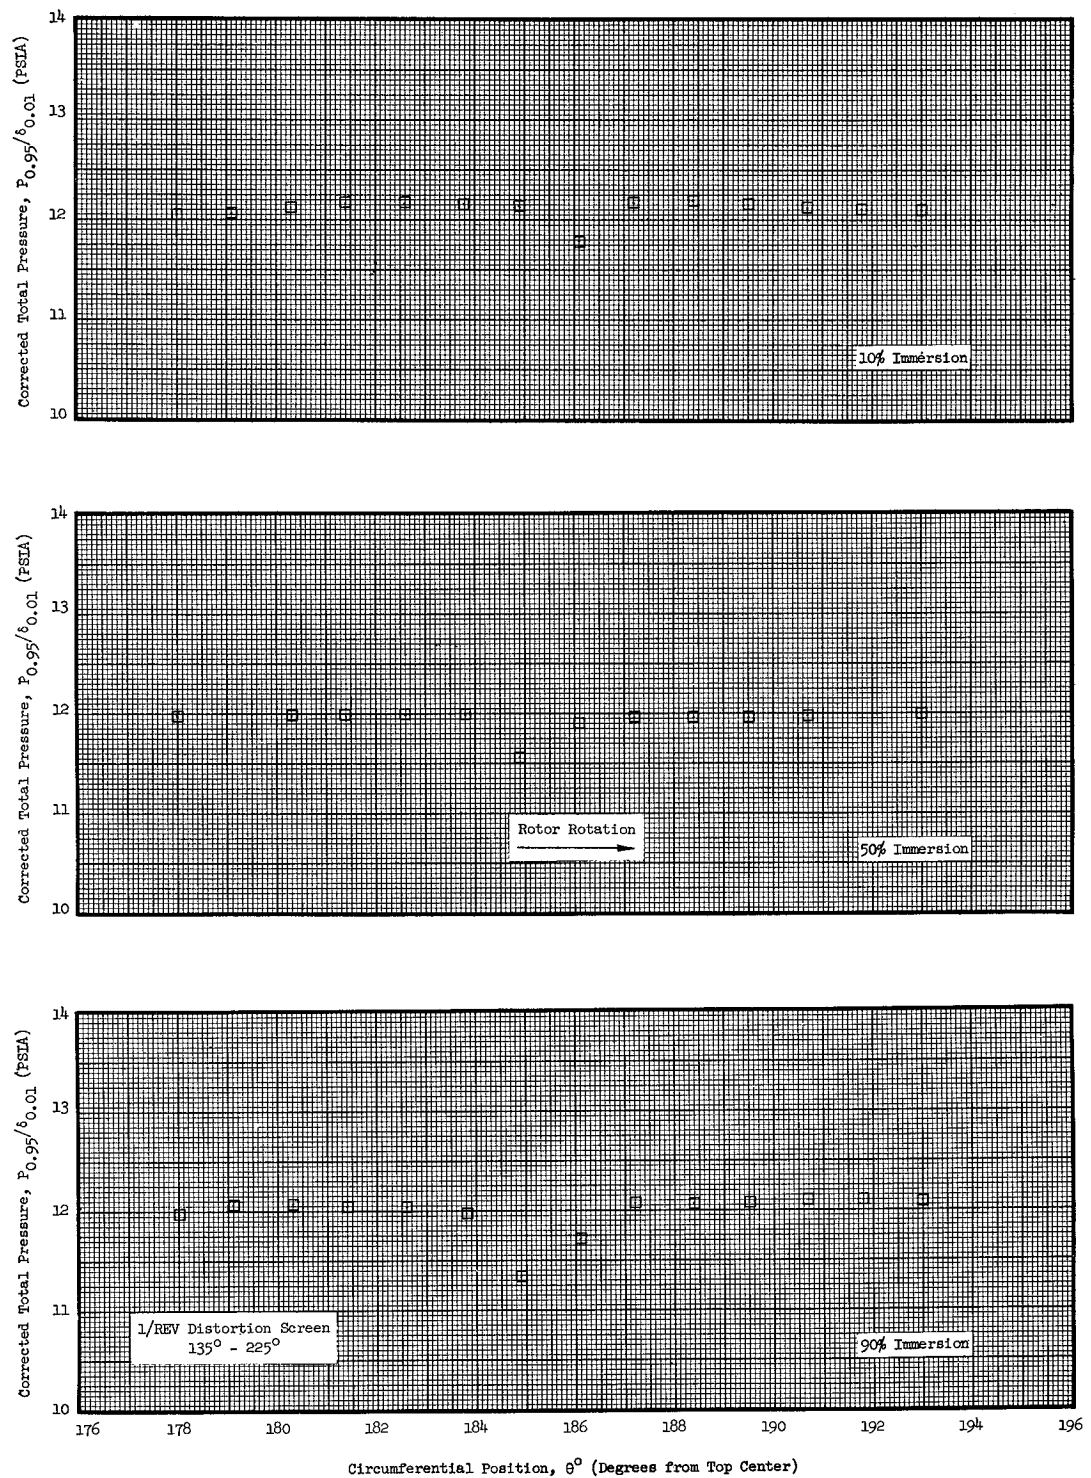 14
13
12
11
10
Corrected Total Pressure, P0.95/δ0.01 (PSIA)
10% Immersion
14
13
12
11
10
Corrected Total Pressure, P0.95/δ0.01 (PSIA)
Rotor Rotation
50% Immersion
14
13
12
11
10
Corrected Total Pressure, P0.95/δ0.01 (PSIA)
1/REV Distortion Screen
135° - 225°
90% Immersion
176 178 180 182 184 186 188 190 192 194 196
Circumferential Position, θ° (Degrees from Top Center)